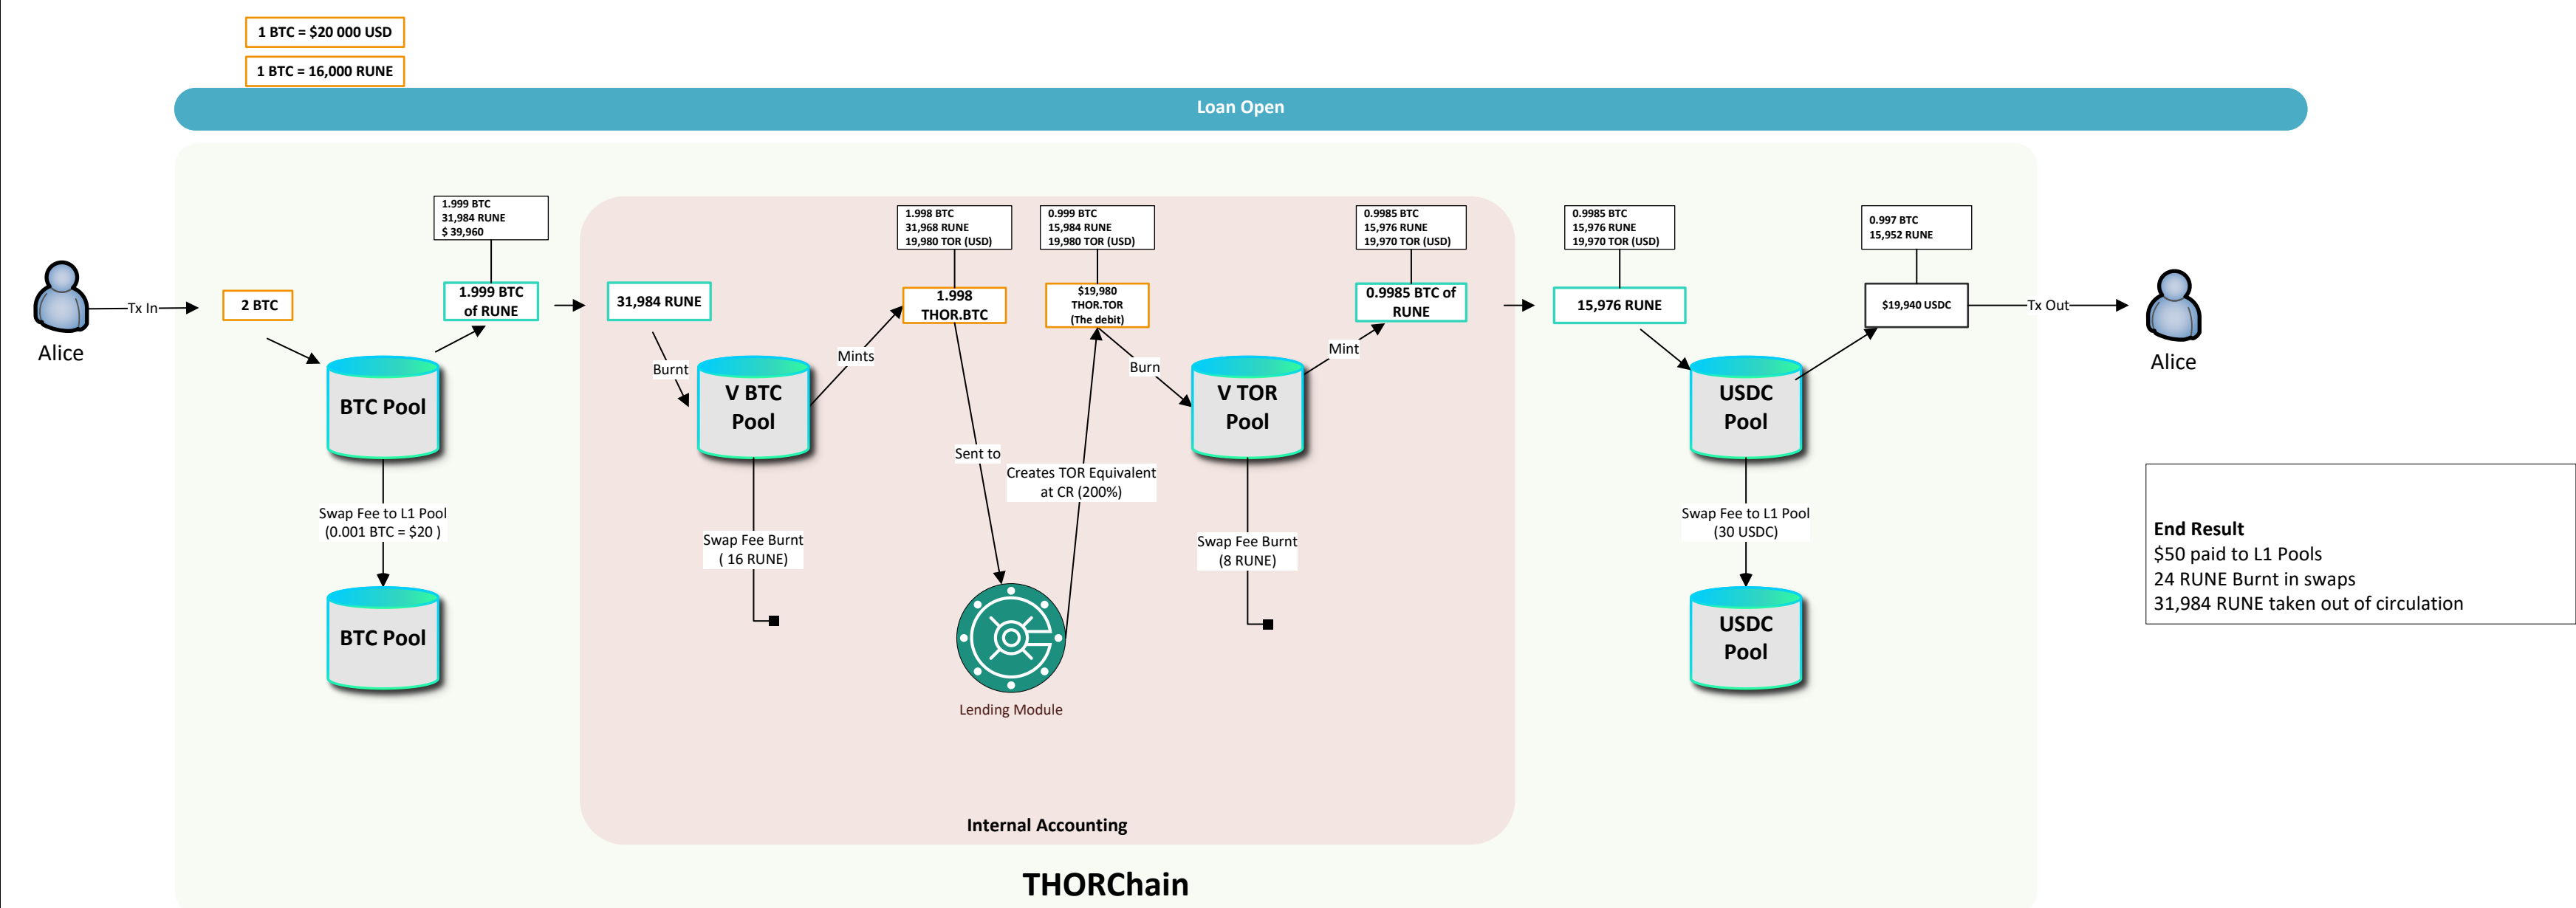 1 BTC = $20 000 USD
1 BTC = 16,000 RUNE
Loan Open
1.999 BTC
31,984 RUNE
$ 39,960
1.998 BTC
31,968 RUNE
19,980 TOR (USD)
0.999 BTC
15,984 RUNE
19,980 TOR (USD)
0.9985 BTC
15,976 RUNE
19,970 TOR (USD)
0.9985 BTC
15,976 RUNE
19,970 TOR (USD)
0.997 BTC
15,952 RUNE
Alice
Tx In
2 BTC
1.999 BTC
of RUNE
31,984 RUNE
1.998
THOR.BTC
$19,980
THOR.TOR
(The debit)
0.9985 BTC of
RUNE
15,976 RUNE
$19,940 USDC
Tx Out
Alice
Burnt
Mints
Burn
Mint
BTC Pool
V BTC
Pool
V TOR
Pool
USDC
Pool
Sent to
Creates TOR Equivalent
at CR (200%)
Swap Fee to L1 Pool
(0.001 BTC = $20 )
Swap Fee Burnt
( 16 RUNE)
Swap Fee Burnt
(8 RUNE)
Swap Fee to L1 Pool
(30 USDC)
BTC Pool
Lending Module
USDC
Pool
End Result
$50 paid to L1 Pools
24 RUNE Burnt in swaps
31,984 RUNE taken out of circulation
Internal Accounting
THORChain